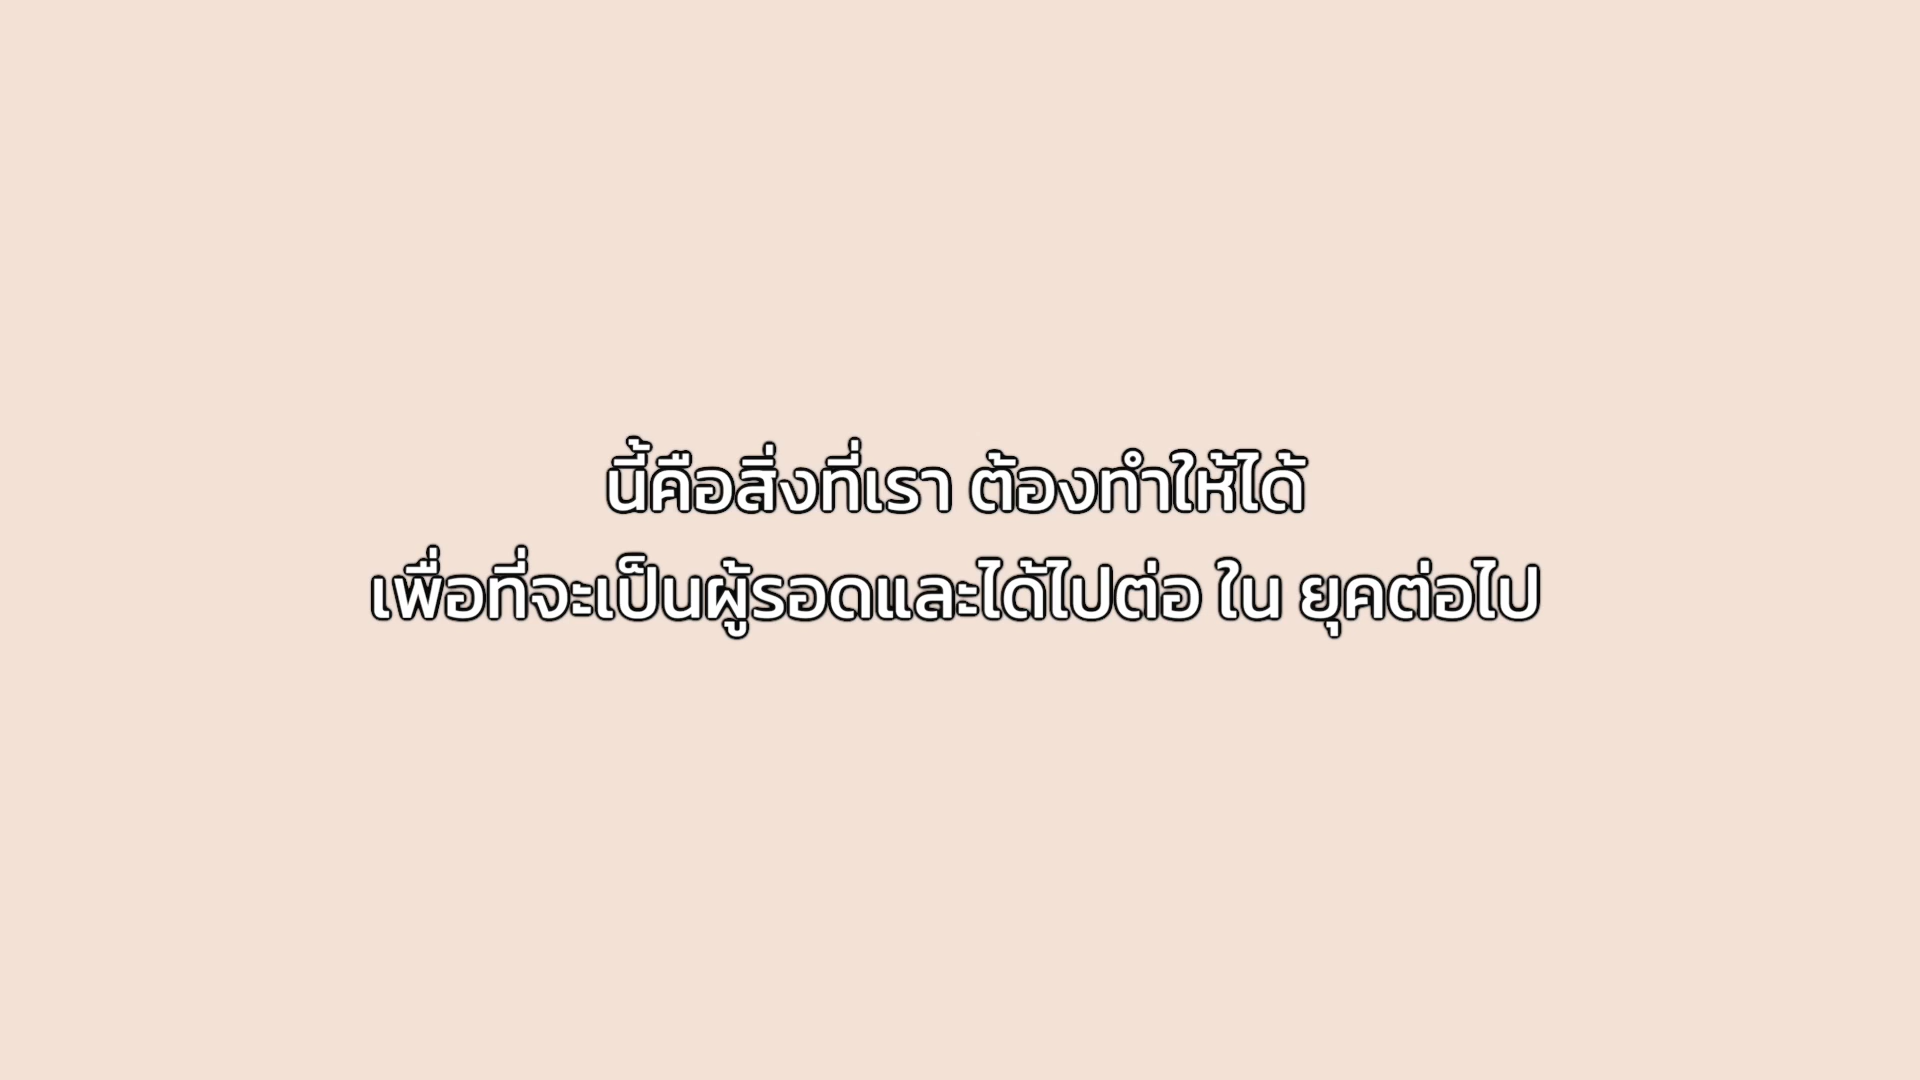 นี้คือสิ่งที่เรา ต้องทำให้ได้
เพื่อที่จะเป็นผู้รอดและได้ไปต่อ ใน ยุคต่อไป